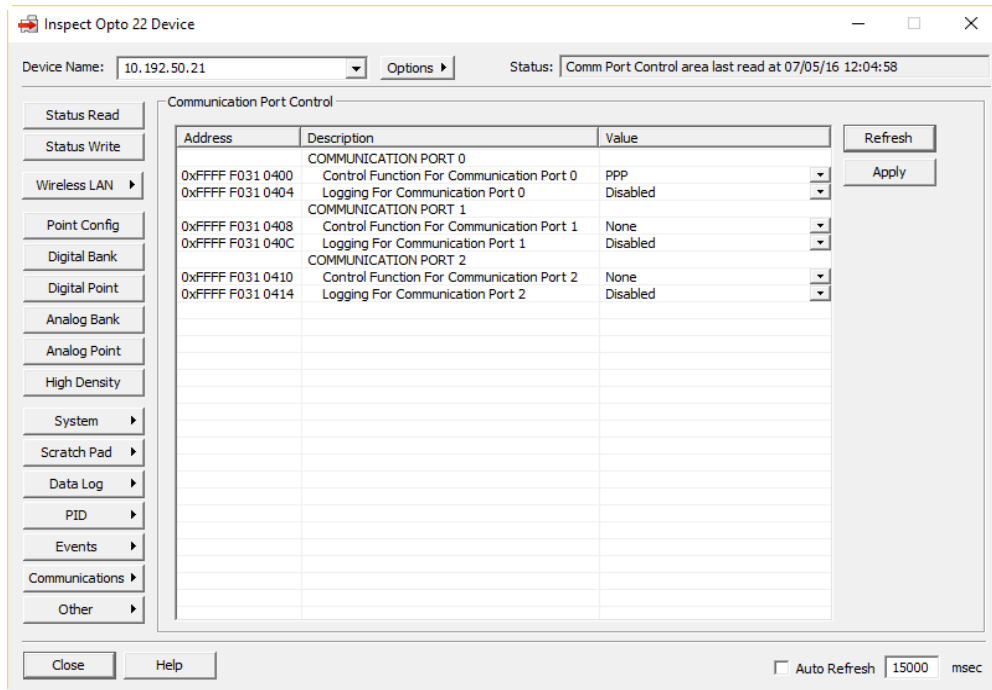 Inspect Opto 22 Device
Device Name: 10.192.50.21 Options Status: Comm Port Control area last read at 07/05/16 12:04:58
Status Read
Status Write
Wireless LAN
Point Config
Digital Bank
Digital Point
Analog Bank
Analog Point
High Density
System
Scratch Pad
Data Log
PID
Events
Communications
Other
Communication Port Control
Address Description Value
COMMUNICATION PORT 0
0xFFFF F031 0400 Control Function For Communication Port 0 PPP
0xFFFF F031 0404 Logging For Communication Port 0 Disabled
COMMUNICATION PORT 1
0xFFFF F031 0408 Control Function For Communication Port 1 None
0xFFFF F031 040C Logging For Communication Port 1 Disabled
COMMUNICATION PORT 2
0xFFFF F031 0410 Control Function For Communication Port 2 None
0xFFFF F031 0414 Logging For Communication Port 2 Disabled
Refresh
Apply
Close Help Auto Refresh 15000 msec